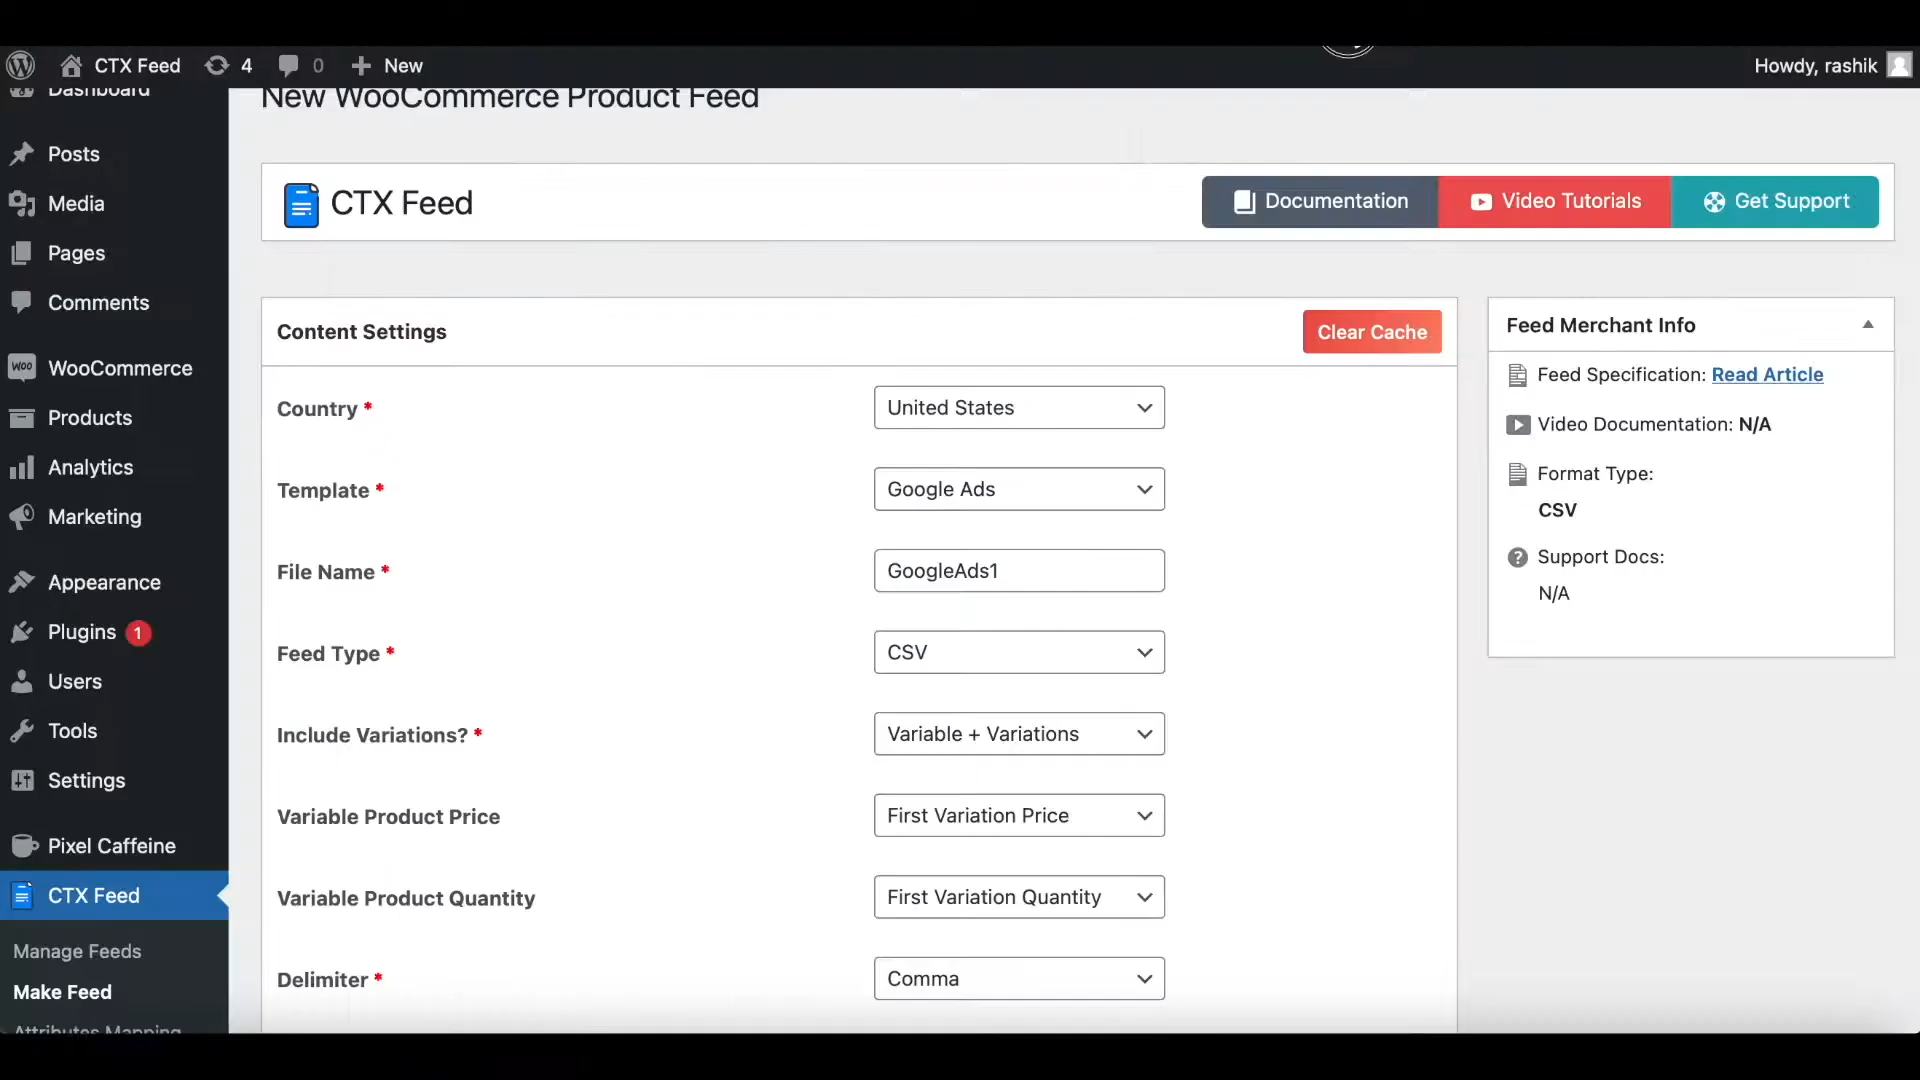 CTX Feed
4
0
New
Howdy, rashik
Dashboard
Posts
Media
Pages
Comments
WooCommerce
Products
Analytics
Marketing
Appearance
Plugins 1
Users
Tools
Settings
Pixel Caffeine
CTX Feed
Manage Feeds
Make Feed
Attributes Mapping
New WooCommerce Product Feed
CTX Feed
Documentation
Video Tutorials
Get Support
Content Settings
Clear Cache
Country *
United States
Template *
Google Ads
File Name *
GoogleAds1
Feed Type *
CSV
Include Variations? *
Variable + Variations
Variable Product Price
First Variation Price
Variable Product Quantity
First Variation Quantity
Delimiter *
Comma
Feed Merchant Info
Feed Specification: Read Article
Video Documentation: N/A
Format Type:
CSV
Support Docs:
N/A